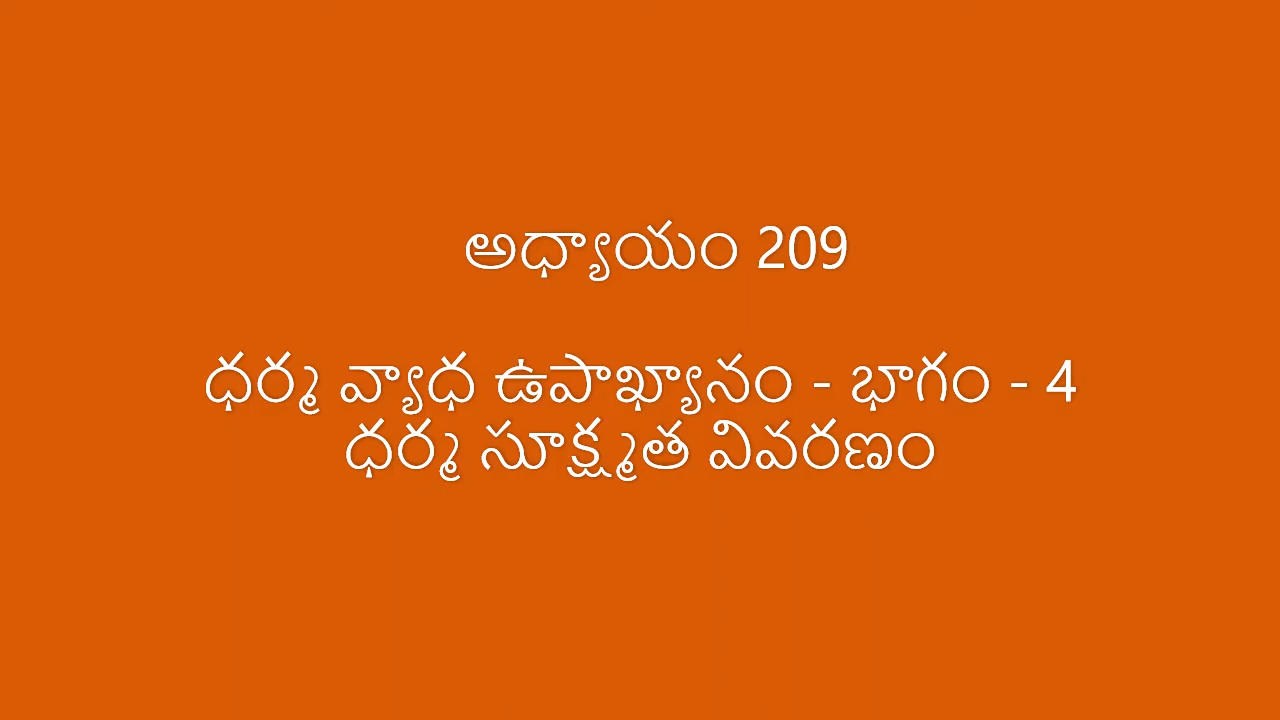 అధ్యాయం 209
ధర్మ వ్యాధ ఉపాఖ్యానం - భాగం - 4
ధర్మ సూక్ష్మత వివరణం